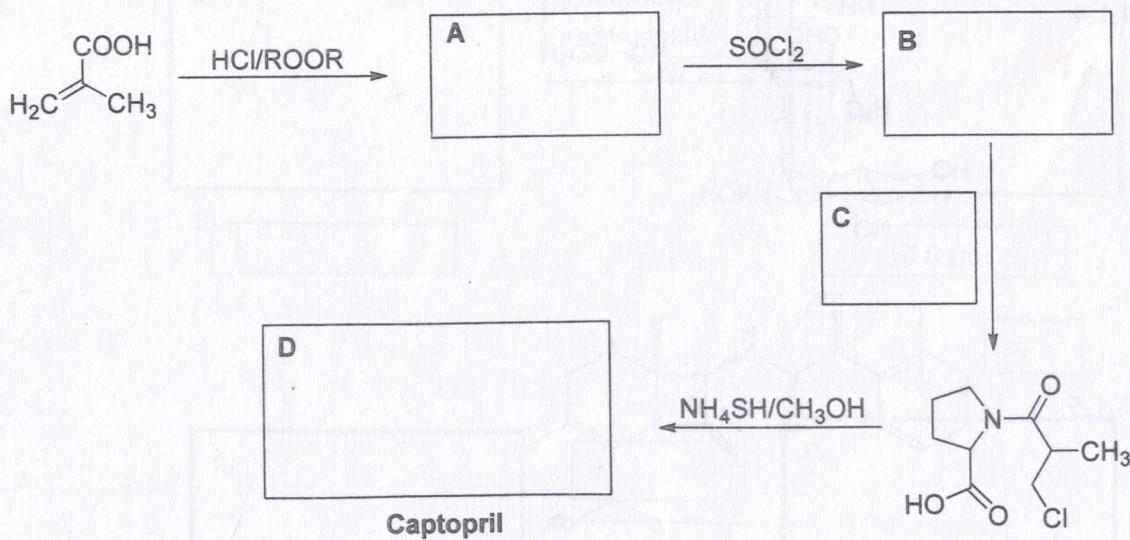 COOH
H₂C
CH₃
HCl/ROOR
A
SOCl₂
B
C
D
NH₄SH/CH₃OH
N
O
CH₃
HO
O
Cl
Captopril